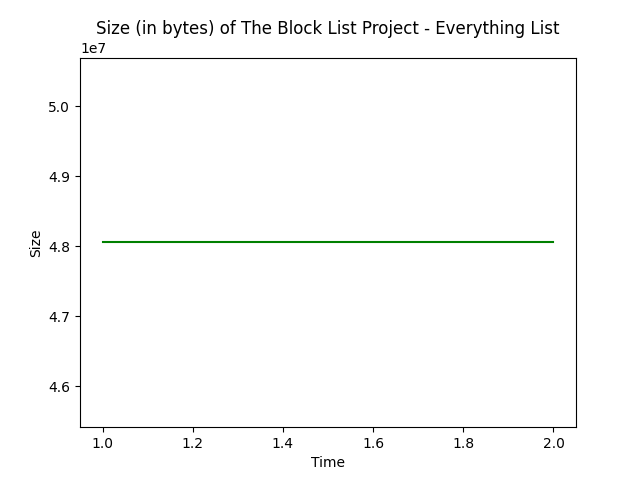 Size (in bytes) of The Block List Project - Everything List
1e7
5.0
4.9
4.8
4.7
4.6
Size
1.0 1.2 1.4 1.6 1.8 2.0
Time